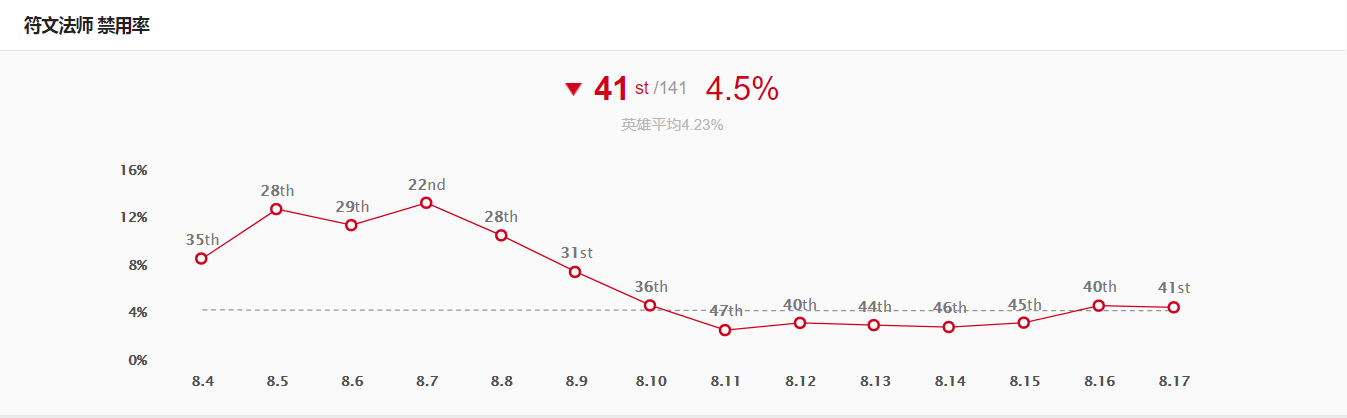 符文法师 禁用率
▼ 41 st /141 4.5%
英雄平均4.23%
16%
12%
8%
4%
0%
35th
28th
29th
22nd
28th
31st
36th
47th
40th
44th
46th
45th
40th
41st
8.4 8.5 8.6 8.7 8.8 8.9 8.10 8.11 8.12 8.13 8.14 8.15 8.16 8.17